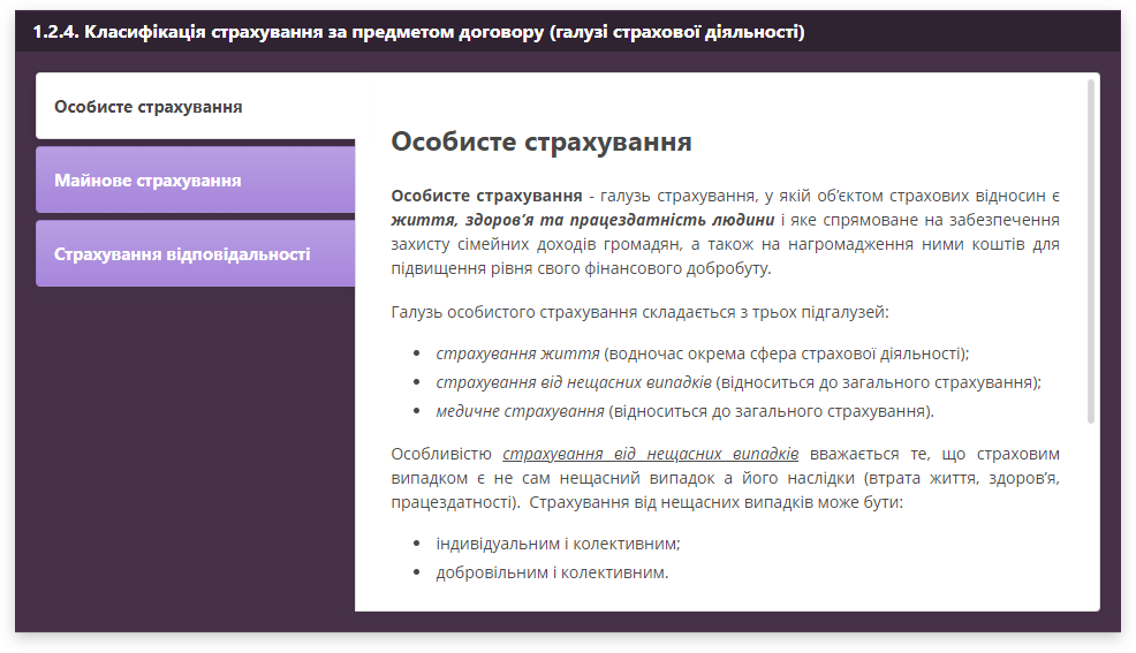 1.2.4. Класифікація страхування за предметом договору (галузі страхової діяльності)
Особисте страхування
Майнове страхування
Страхування відповідальності
Особисте страхування
Особисте страхування - галузь страхування, у якій об’єктом страхових відносин є
життя, здоров’я та працездатність людини і яке спрямоване на забезпечення
захисту сімейних доходів громадян, а також на нагромадження ними коштів для
підвищення рівня свого фінансового добробуту.
Галузь особистого страхування складається з трьох підгалузей:
• страхування життя (водночас окрема сфера страхової діяльності);
• страхування від нещасних випадків (відноситься до загального страхування);
• медичне страхування (відноситься до загального страхування).
Особливістю страхування від нещасних випадків вважається те, що страховим
випадком є не сам нещасний випадок а його наслідки (втрата життя, здоров’я,
працездатності). Страхування від нещасних випадків може бути:
• індивідуальним і колективним;
• добровільним і колективним.